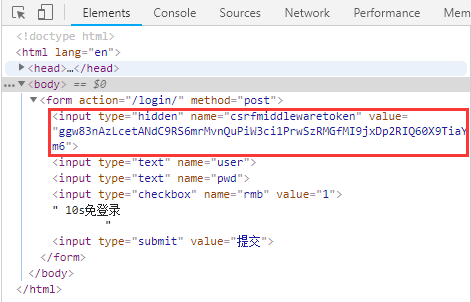 Elements Console Sources Network Performance Memory
<!doctype html>
<html lang="en">
<head>…</head>
…<body> == $0
<form action="/login/" method="post">
<input type="hidden" name="csrfmiddlewaretoken" value=
"ggw83nAzLcetANdC9RS6mrMvnQuPiW3ci1PrwSzRMGfMI9jxDp2RIQ60X9TiaY
m6">
<input type="text" name="user">
<input type="text" name="pwd">
<input type="checkbox" name="rmb" value="1">
" 10s免登录
"
<input type="submit" value="提交">
</form>
</body>
</html>